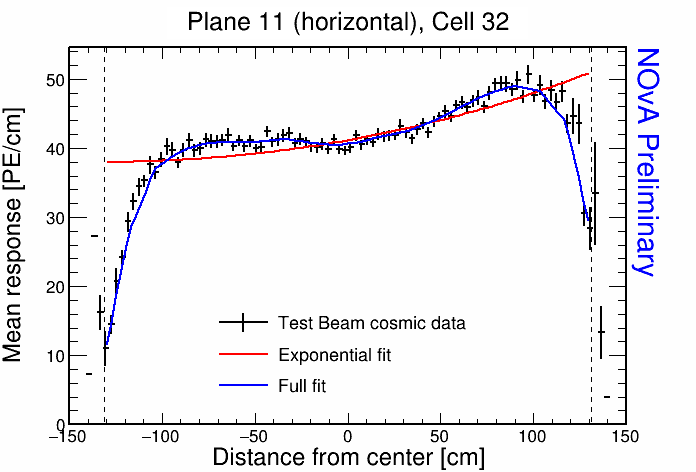 Plane 11 (horizontal), Cell 32
NOvA Preliminary
Mean response [PE/cm]
50
40
30
20
10
0
Test Beam cosmic data
Exponential fit
Full fit
−150 −100 −50 0 50 100 150
Distance from center [cm]